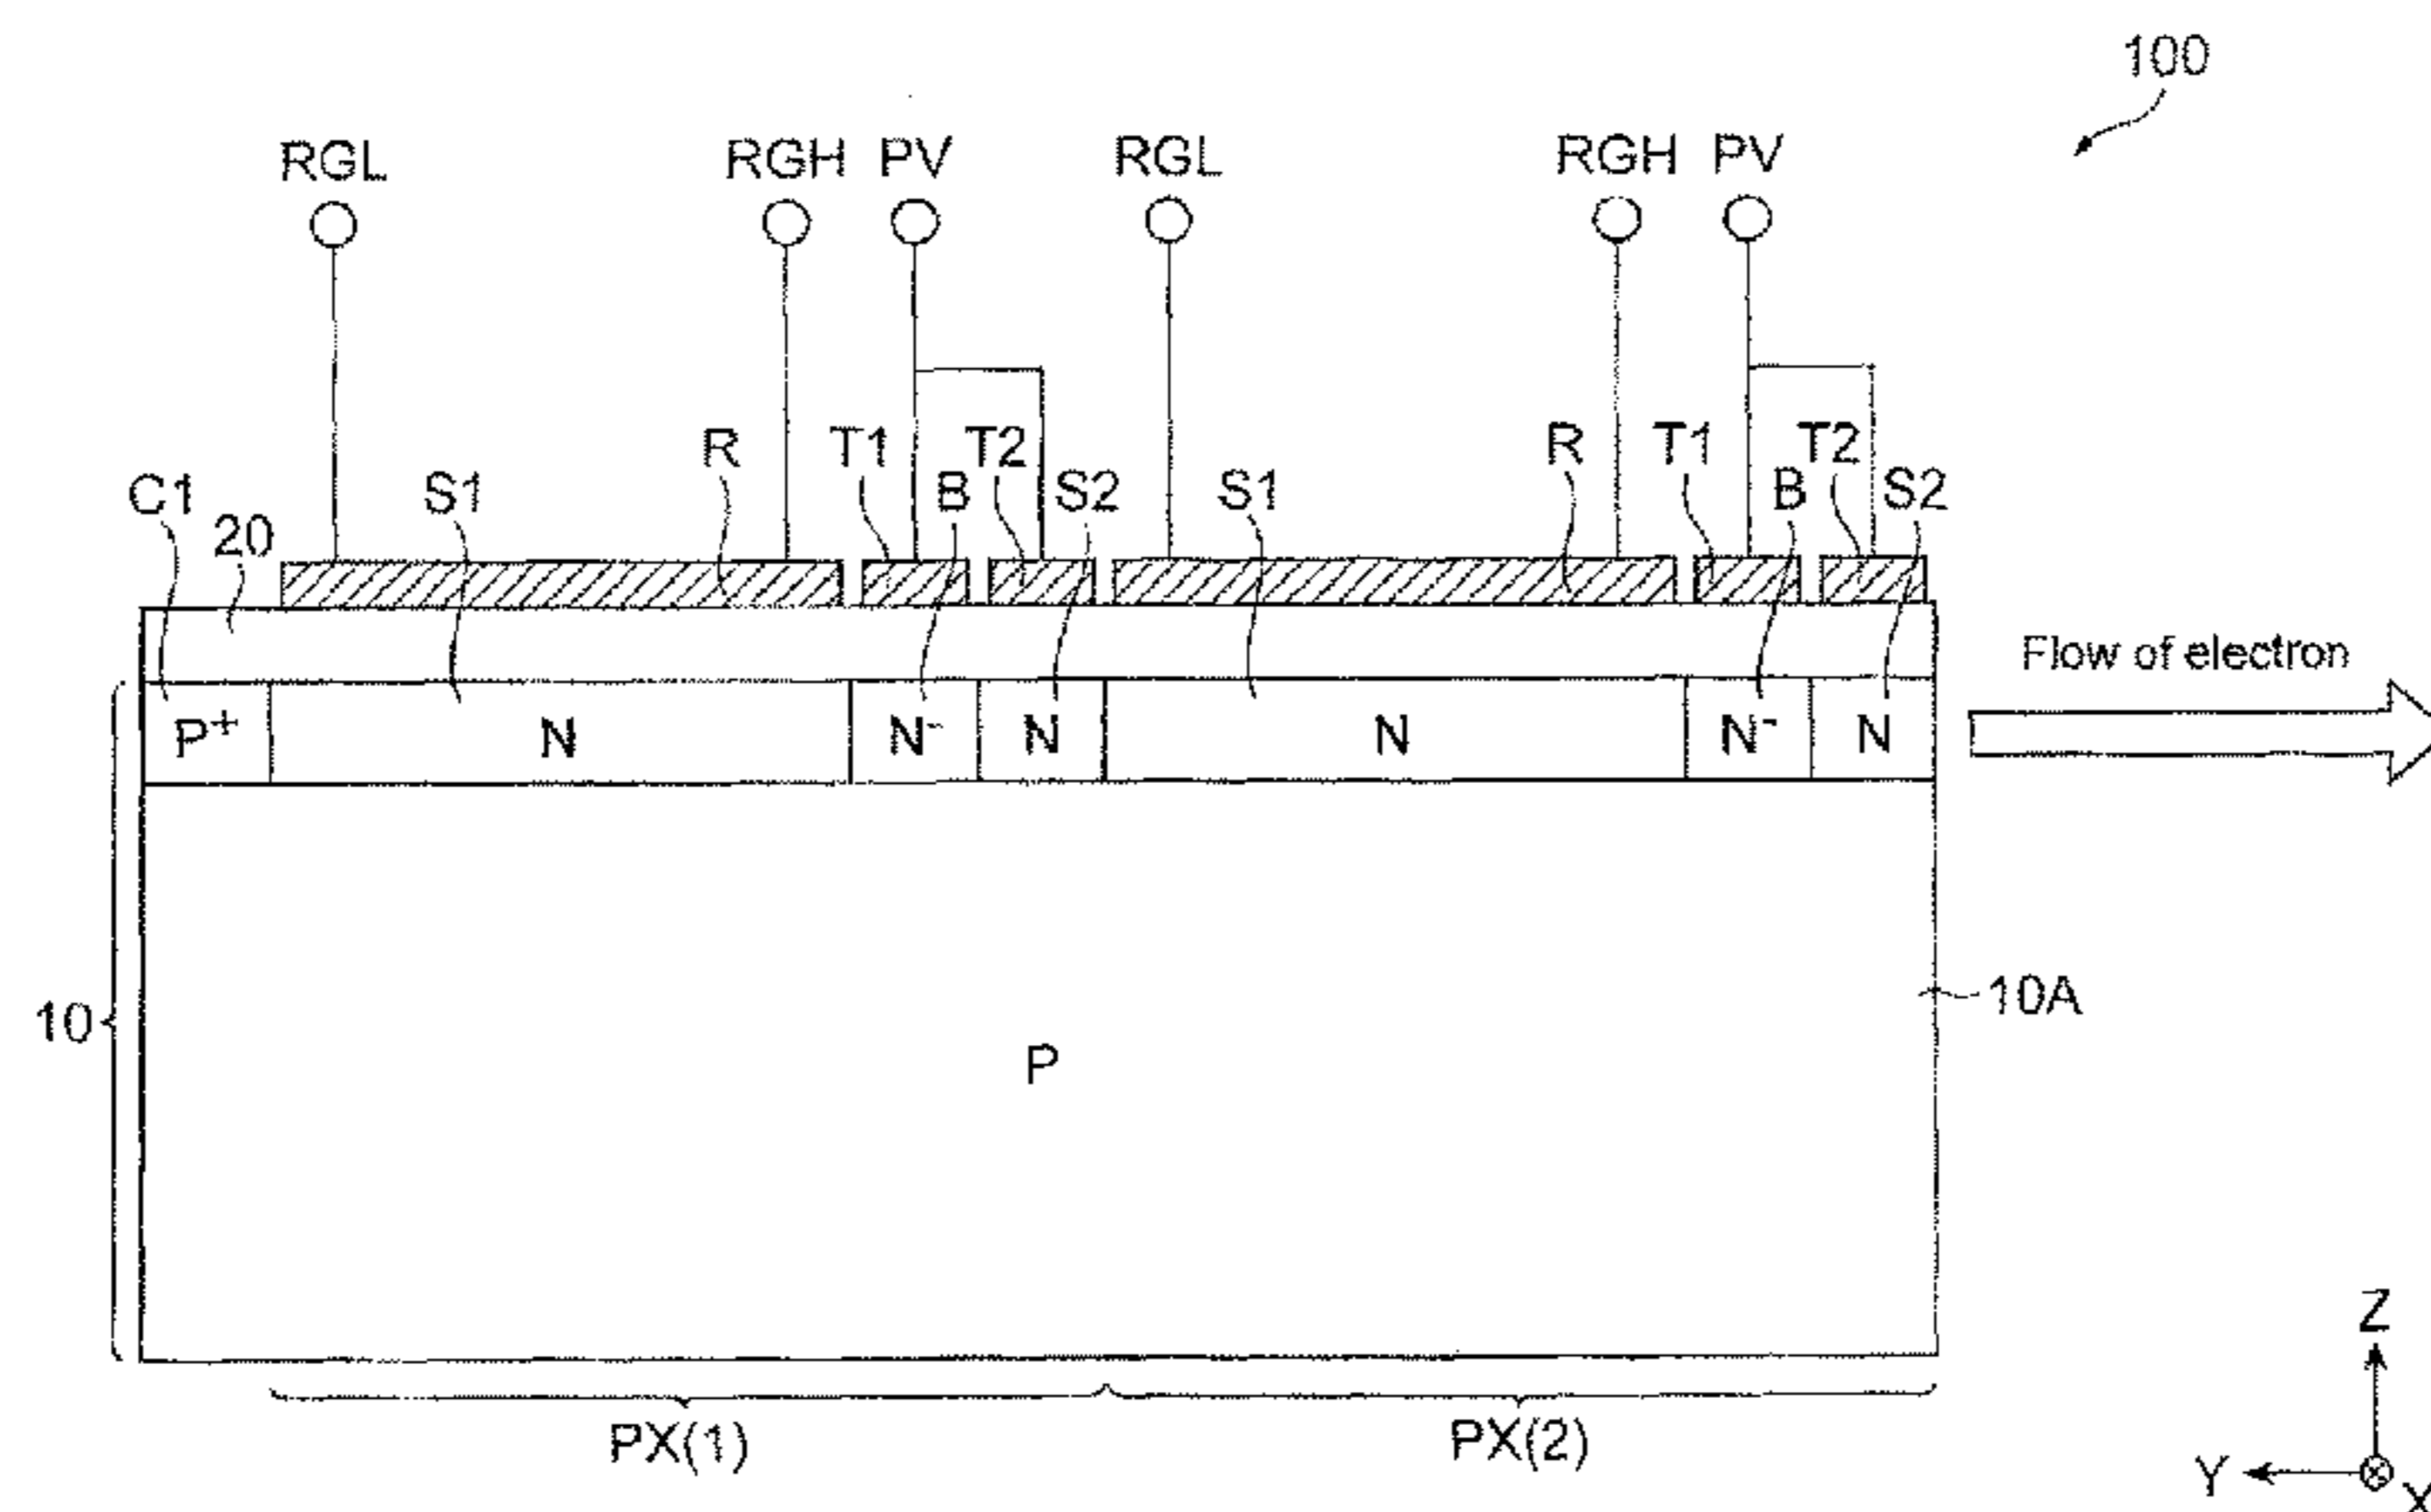 100
RGL RGH PV RGL RGH PV
R T1 T2 R T1 T2
C1 S1 B S2 S1 B S2
20
Flow of electron
P+ N N- N N N- N
10 10A
P
Z
PX(1) PX(2)
Y
X